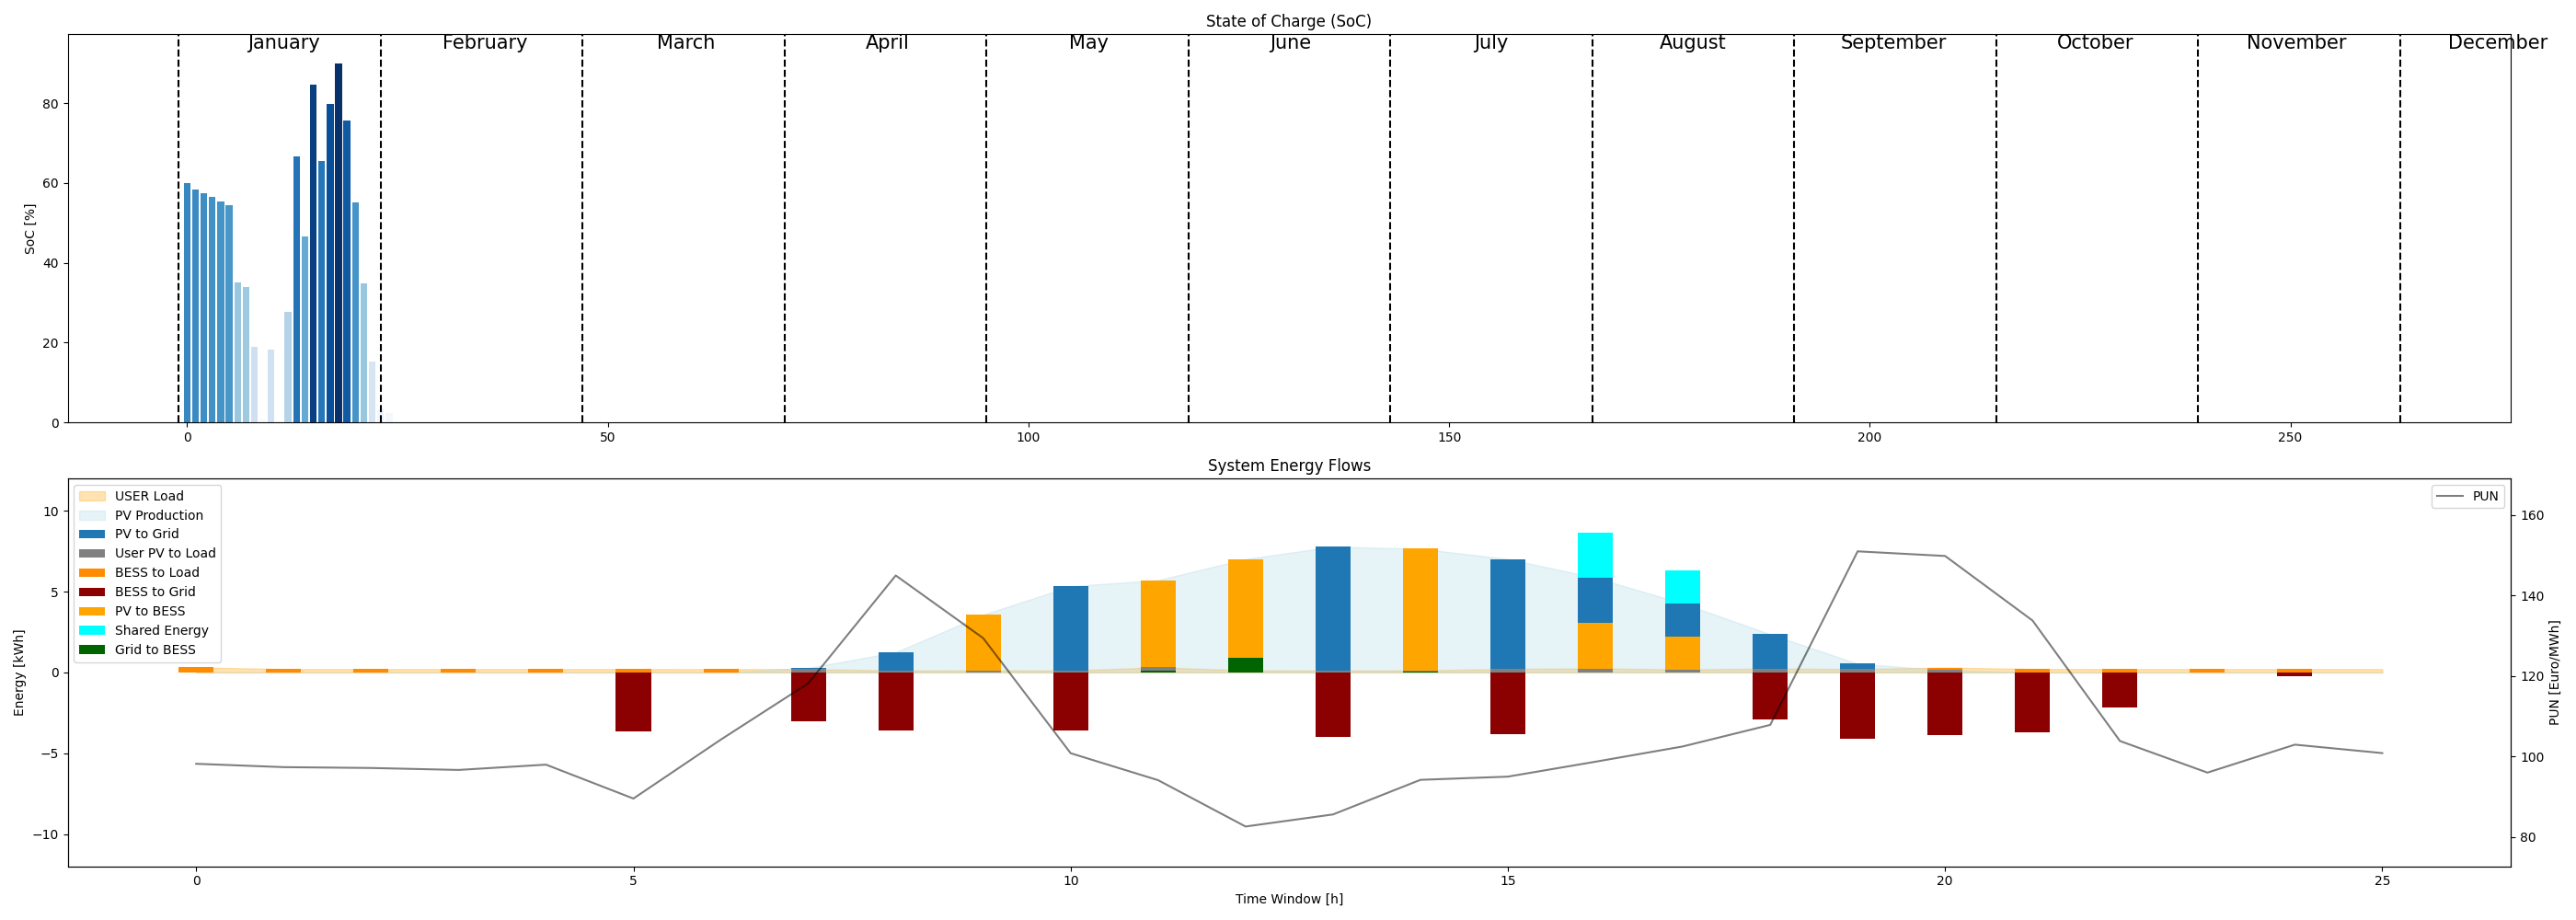 State of Charge (SoC)
January February March April May June July August September October November December
80
60
40
20
0
SoC [%]
0 50 100 150 200 250
System Energy Flows
USER Load
PV Production
PV to Grid
User PV to Load
BESS to Load
BESS to Grid
PV to BESS
Shared Energy
Grid to BESS
PUN
10
5
0
−5
−10
Energy [kWh]
160
140
120
100
80
PUN [Euro/MWh]
0 5 10 15 20 25
Time Window [h]